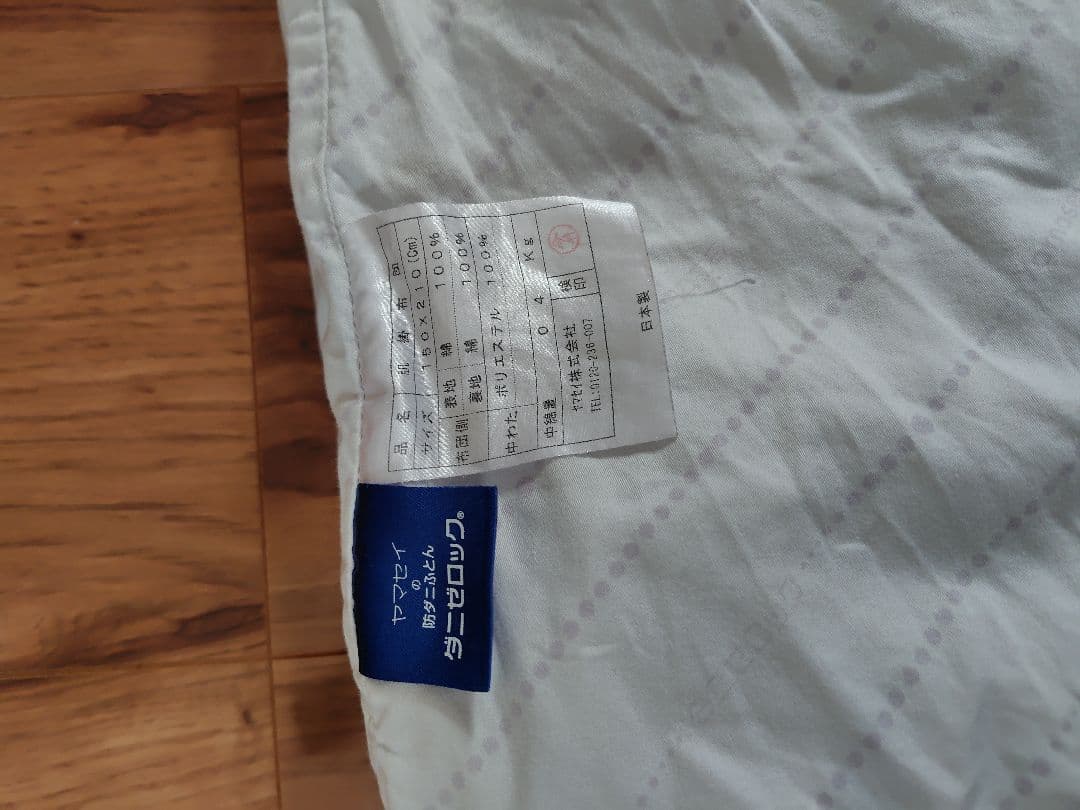 品名 肌掛布団
サイズ 150×210(Cm)
布団側 表地 綿 100%
裏地 綿 100%
中わた ポリエステル 100%
中綿量 0 4 Kg
ヤマセイ株式会社
TEL:0120-236-007
検印
日本製
ヤマセイ
の
防ダニふとん
ダニゼロック®